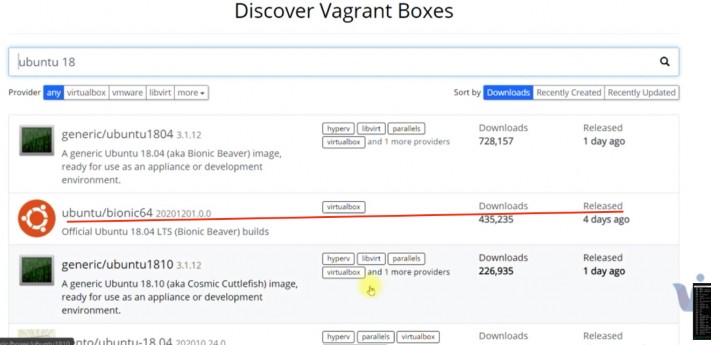 Discover Vagrant Boxes
ubuntu 18
Provider any virtualbox vmware libvirt more
Sort by Downloads Recently Created Recently Updated
generic/ubuntu1804 3.1.12
A generic Ubuntu 18.04 (aka Bionic Beaver) image,
ready for use as an appliance or development
environment.
hyperv libvirt parallels
virtualbox and 1 more providers
Downloads
728,157
Released
1 day ago
ubuntu/bionic64 20201201.0.0
Official Ubuntu 18.04 LTS (Bionic Beaver) builds
virtualbox
Downloads
435,235
Released
4 days ago
generic/ubuntu1810 3.1.12
A generic Ubuntu 18.10 (aka Cosmic Cuttlefish) image,
ready for use as an appliance or development
environment.
hyperv libvirt parallels
virtualbox and 1 more providers
Downloads
226,935
Released
1 day ago
nto/ubuntu-18.04 202010.24.0
hyperv parallels virtualbox
Downloads
Released